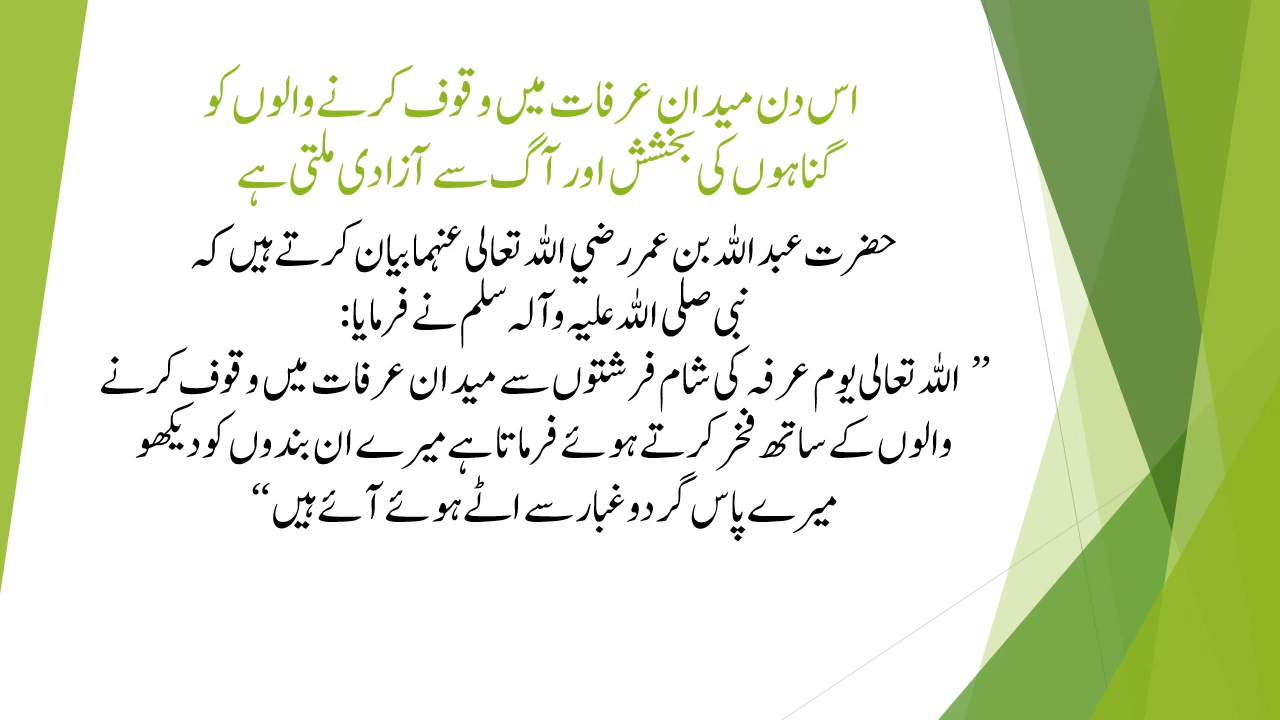 اس دن میدان عرفات میں وقوف کرنے والوں کو
گناہوں کی بخشش اور آگ سے آزادی ملتی ہے
حضرت عبد اللہ بن عمر رضي اللہ تعالی عنہما بیان کرتے ہیں کہ
نبی صلی اللہ علیہ وآلہ سلم نے فرمایا:
” اللہ تعالی یوم عرفہ کی شام فرشتوں سے میدان عرفات میں وقوف کرنے
والوں کے ساتھ فخر کرتے ہوئے فرماتا ہے میرے ان بندوں کو دیکھو
میرے پاس گرد وغبار سے اٹے ہوئے آئے ہیں“